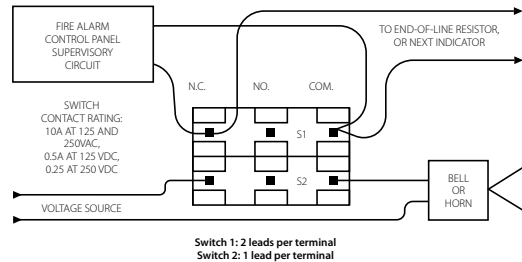 FIRE ALARM
CONTROL PANEL
SUPERVISORY
CIRCUIT
TO END-OF-LINE RESISTOR,
OR NEXT INDICATOR
N.C.
NO.
COM.
SWITCH
CONTACT RATING:
10A AT 125 AND
250VAC,
0.5A AT 125 VDC,
0.25 AT 250 VDC
S1
S2
VOLTAGE SOURCE
BELL
OR
HORN
Switch 1: 2 leads per terminal
Switch 2: 1 lead per terminal